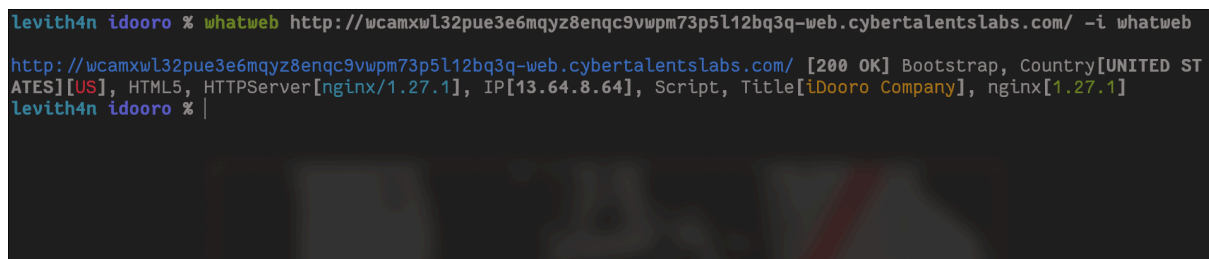 levith4n idooro % whatweb http://wcamxwl32pue3e6mqyz8enqc9vwpm73p5l12bq3q-web.cybertalentslabs.com/ -i whatweb
http://wcamxwl32pue3e6mqyz8enqc9vwpm73p5l12bq3q-web.cybertalentslabs.com/ [200 OK] Bootstrap, Country[UNITED ST
ATES][US], HTML5, HTTPServer[nginx/1.27.1], IP[13.64.8.64], Script, Title[iDooro Company], nginx[1.27.1]
levith4n idooro %